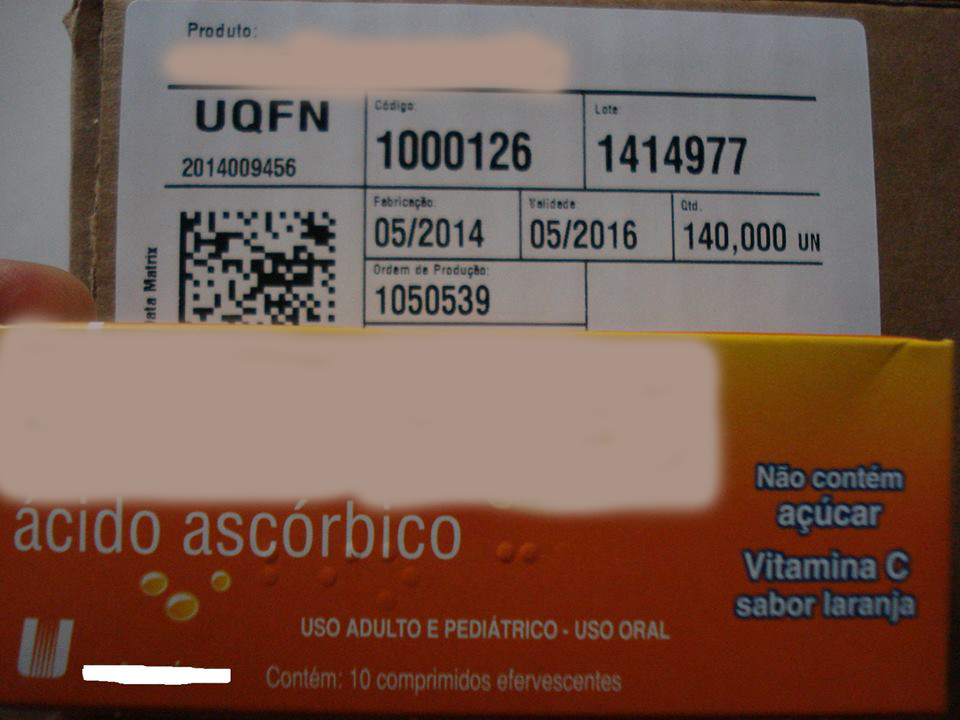 Produto:
UQFN
2014009456
Código:
1000126
Lote
1414977
Fabricação:
05/2014
Validade
05/2016
Qtd.
140,000 UN
Ordem de Produção:
1050539
Data Matrix
ácido ascórbico
Não contém
açúcar
Vitamina C
sabor laranja
USO ADULTO E PEDIÁTRICO - USO ORAL
Contém: 10 comprimidos efervescentes